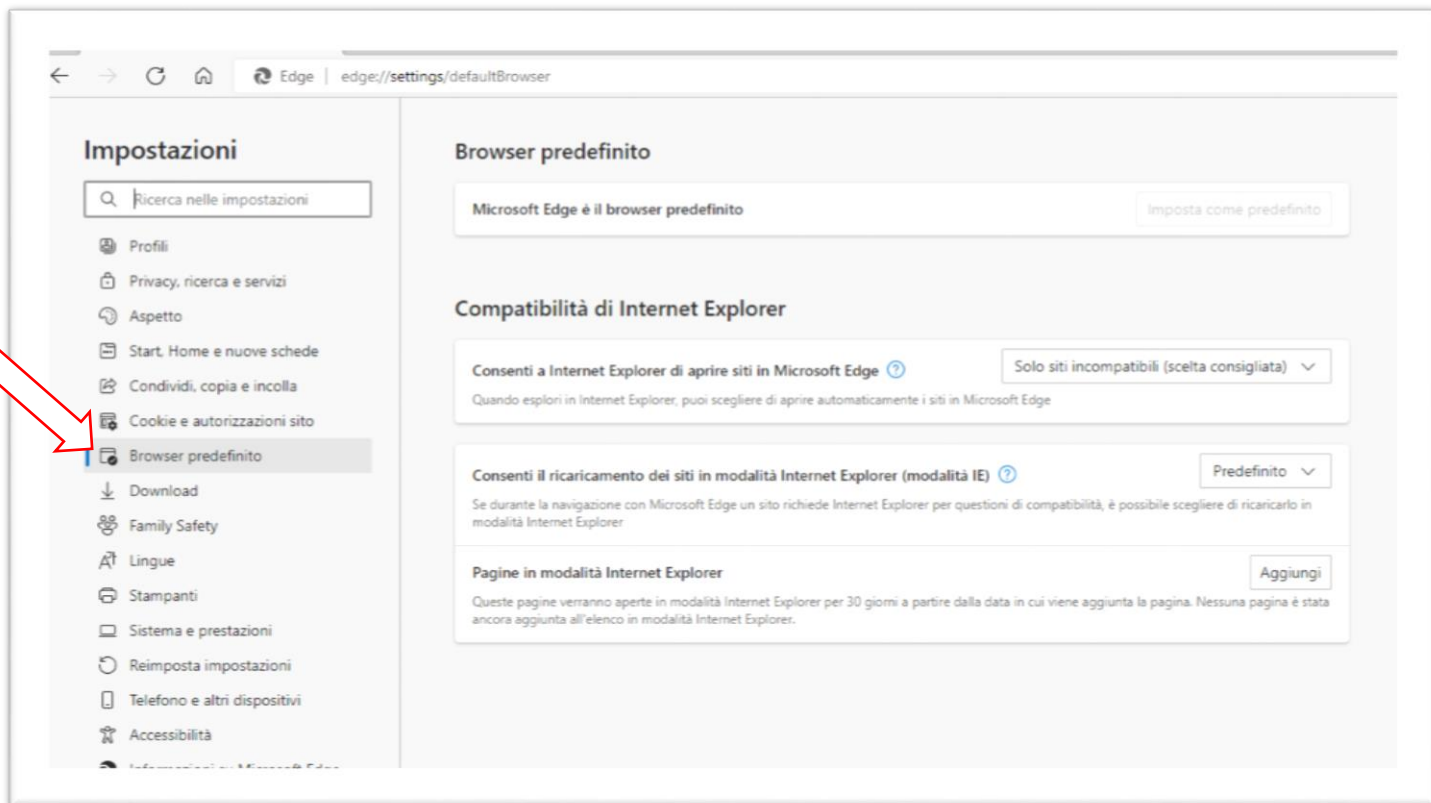 Edge | edge://settings/defaultBrowser
Impostazioni
Ricerca nelle impostazioni
Profili
Privacy, ricerca e servizi
Aspetto
Start, Home e nuove schede
Condividi, copia e incolla
Cookie e autorizzazioni sito
Browser predefinito
Download
Family Safety
Lingue
Stampanti
Sistema e prestazioni
Reimposta impostazioni
Telefono e altri dispositivi
Accessibilità
Informazioni su Microsoft Edge
Browser predefinito
Microsoft Edge è il browser predefinito
Imposta come predefinito
Compatibilità di Internet Explorer
Consenti a Internet Explorer di aprire siti in Microsoft Edge
Solo siti incompatibili (scelta consigliata)
Quando esplori in Internet Explorer, puoi scegliere di aprire automaticamente i siti in Microsoft Edge
Consenti il ricaricamento dei siti in modalità Internet Explorer (modalità IE)
Predefinito
Se durante la navigazione con Microsoft Edge un sito richiede Internet Explorer per questioni di compatibilità, è possibile scegliere di ricaricarlo in
modalità Internet Explorer
Pagine in modalità Internet Explorer
Aggiungi
Queste pagine verranno aperte in modalità Internet Explorer per 30 giorni a partire dalla data in cui viene aggiunta la pagina. Nessuna pagina è stata
ancora aggiunta all'elenco in modalità Internet Explorer.